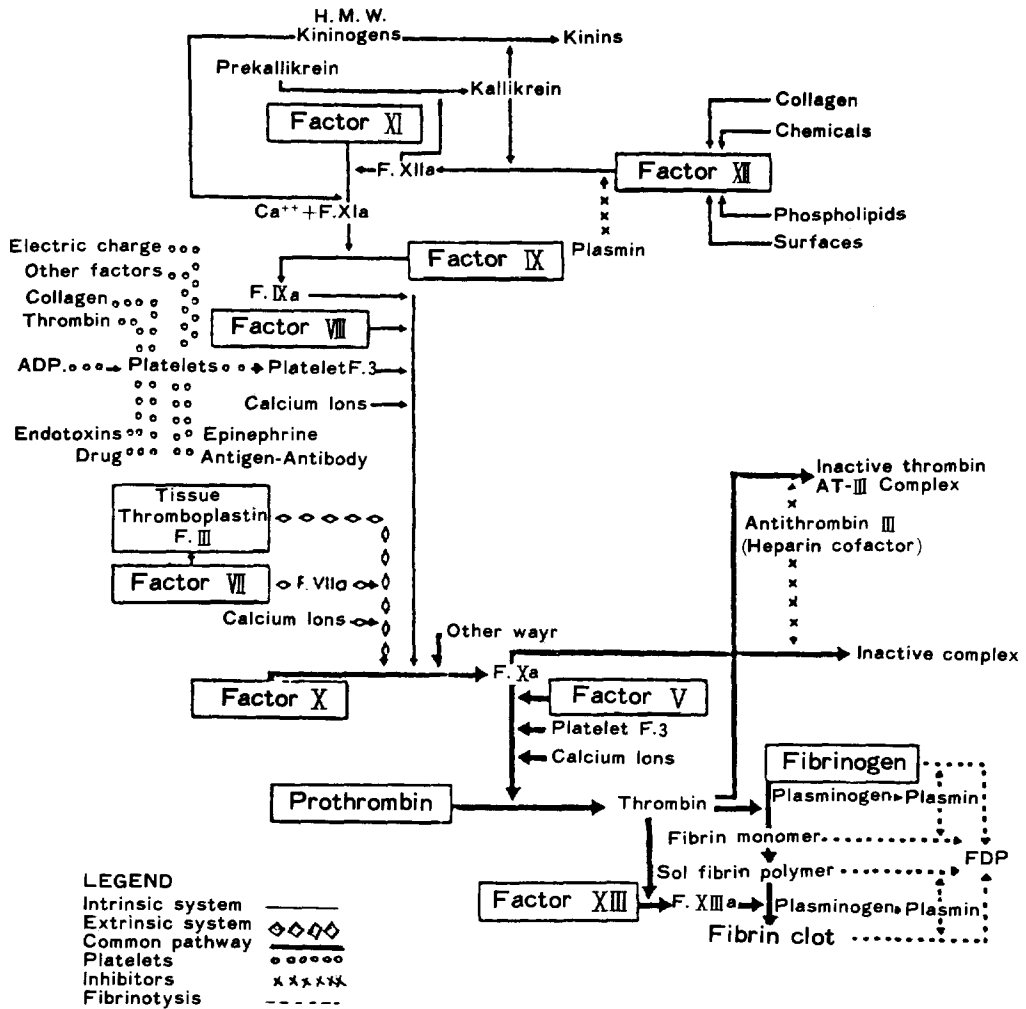 H. M. W.
Kininogens
Kinins
Prekallikrein
Kallikrein
Collagen
Chemicals
Factor XI
F. XIIa
Factor XII
Ca++ + F.XIa
Phospholipids
Surfaces
Plasmin
Electric charge
Other factors
Collagen
Thrombin
Factor IX
F. IXa
Factor VIII
ADP.
Platelets
Platelet F.3
Calcium Ions
Endotoxins
Epinephrine
Drug
Antigen-Antibody
Inactive thrombin
AT-III Complex
Tissue
Thromboplastin
F. III
Antithrombin III
(Heparin cofactor)
Factor VII
F. VIIa
Calcium Ions
Other wayr
Inactive complex
F. Xa
Factor X
Factor V
Platelet F.3
Calcium Ions
Fibrinogen
Prothrombin
Thrombin
Plasminogen
Plasmin
Fibrin monomer
FDP
Sol fibrin polymer
Factor XIII
F. XIIIa
Plasminogen
Plasmin
Fibrin clot
LEGEND
Intrinsic system
Extrinsic system
Common pathway
Platelets
Inhibitors
Fibrinotysis